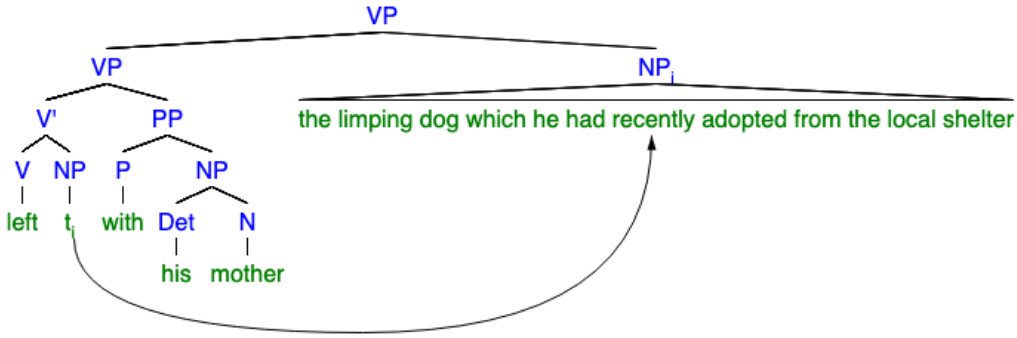 VP
VP NPi
V' PP the limping dog which he had recently adopted from the local shelter
V NP P NP
left ti with Det N
his mother